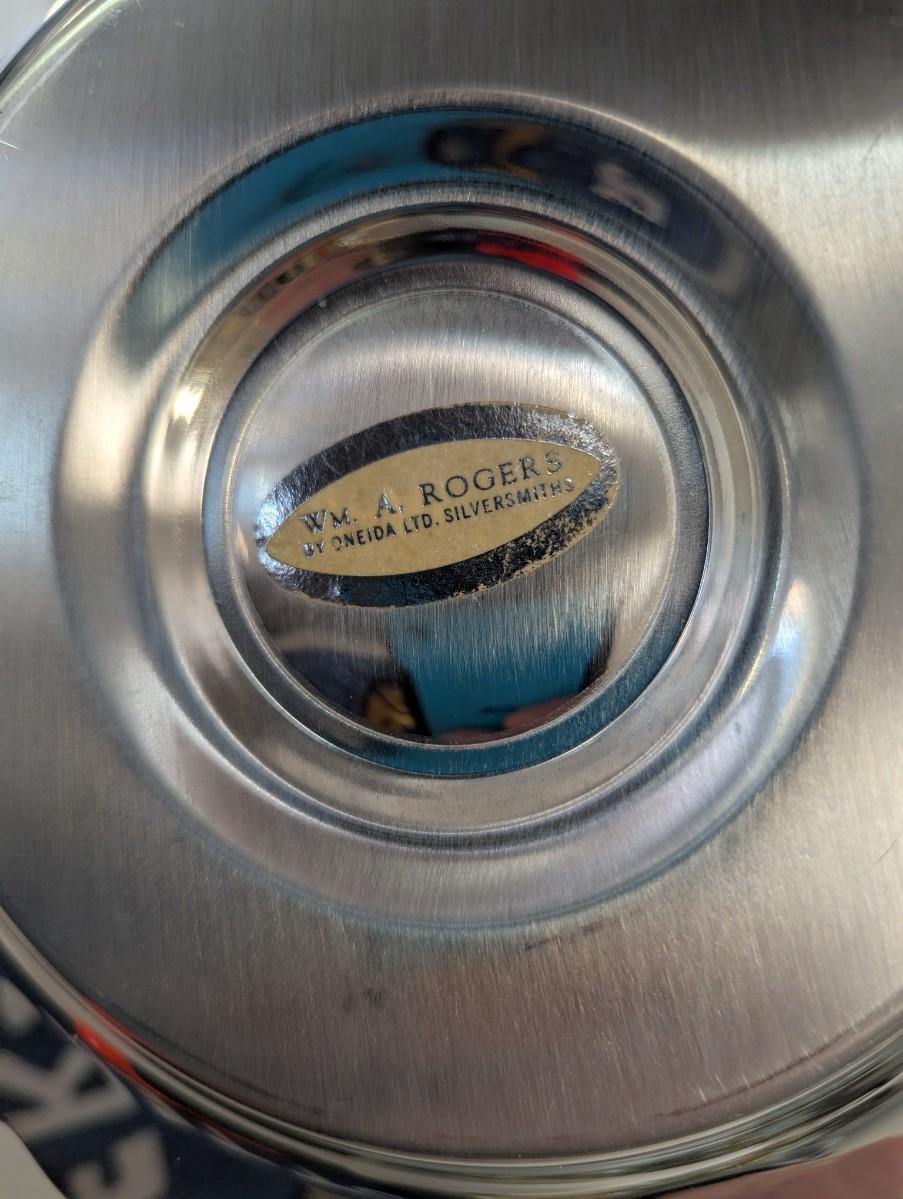 WM. A. ROGERS
BY ONEIDA LTD. SILVERSMITHS